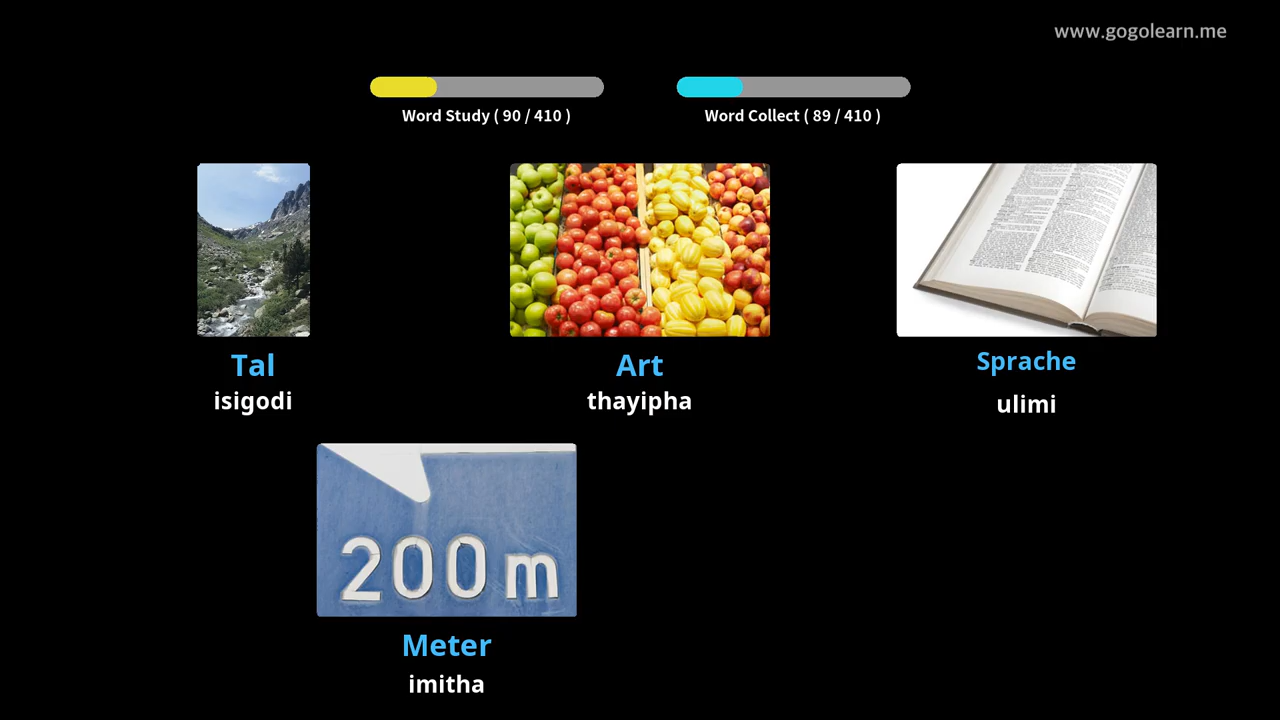 www.gogolearn.me
Word Study ( 90 / 410 )
Word Collect ( 89 / 410 )
Tal
isigodi
Art
thayipha
Sprache
ulimi
200 m
Meter
imitha